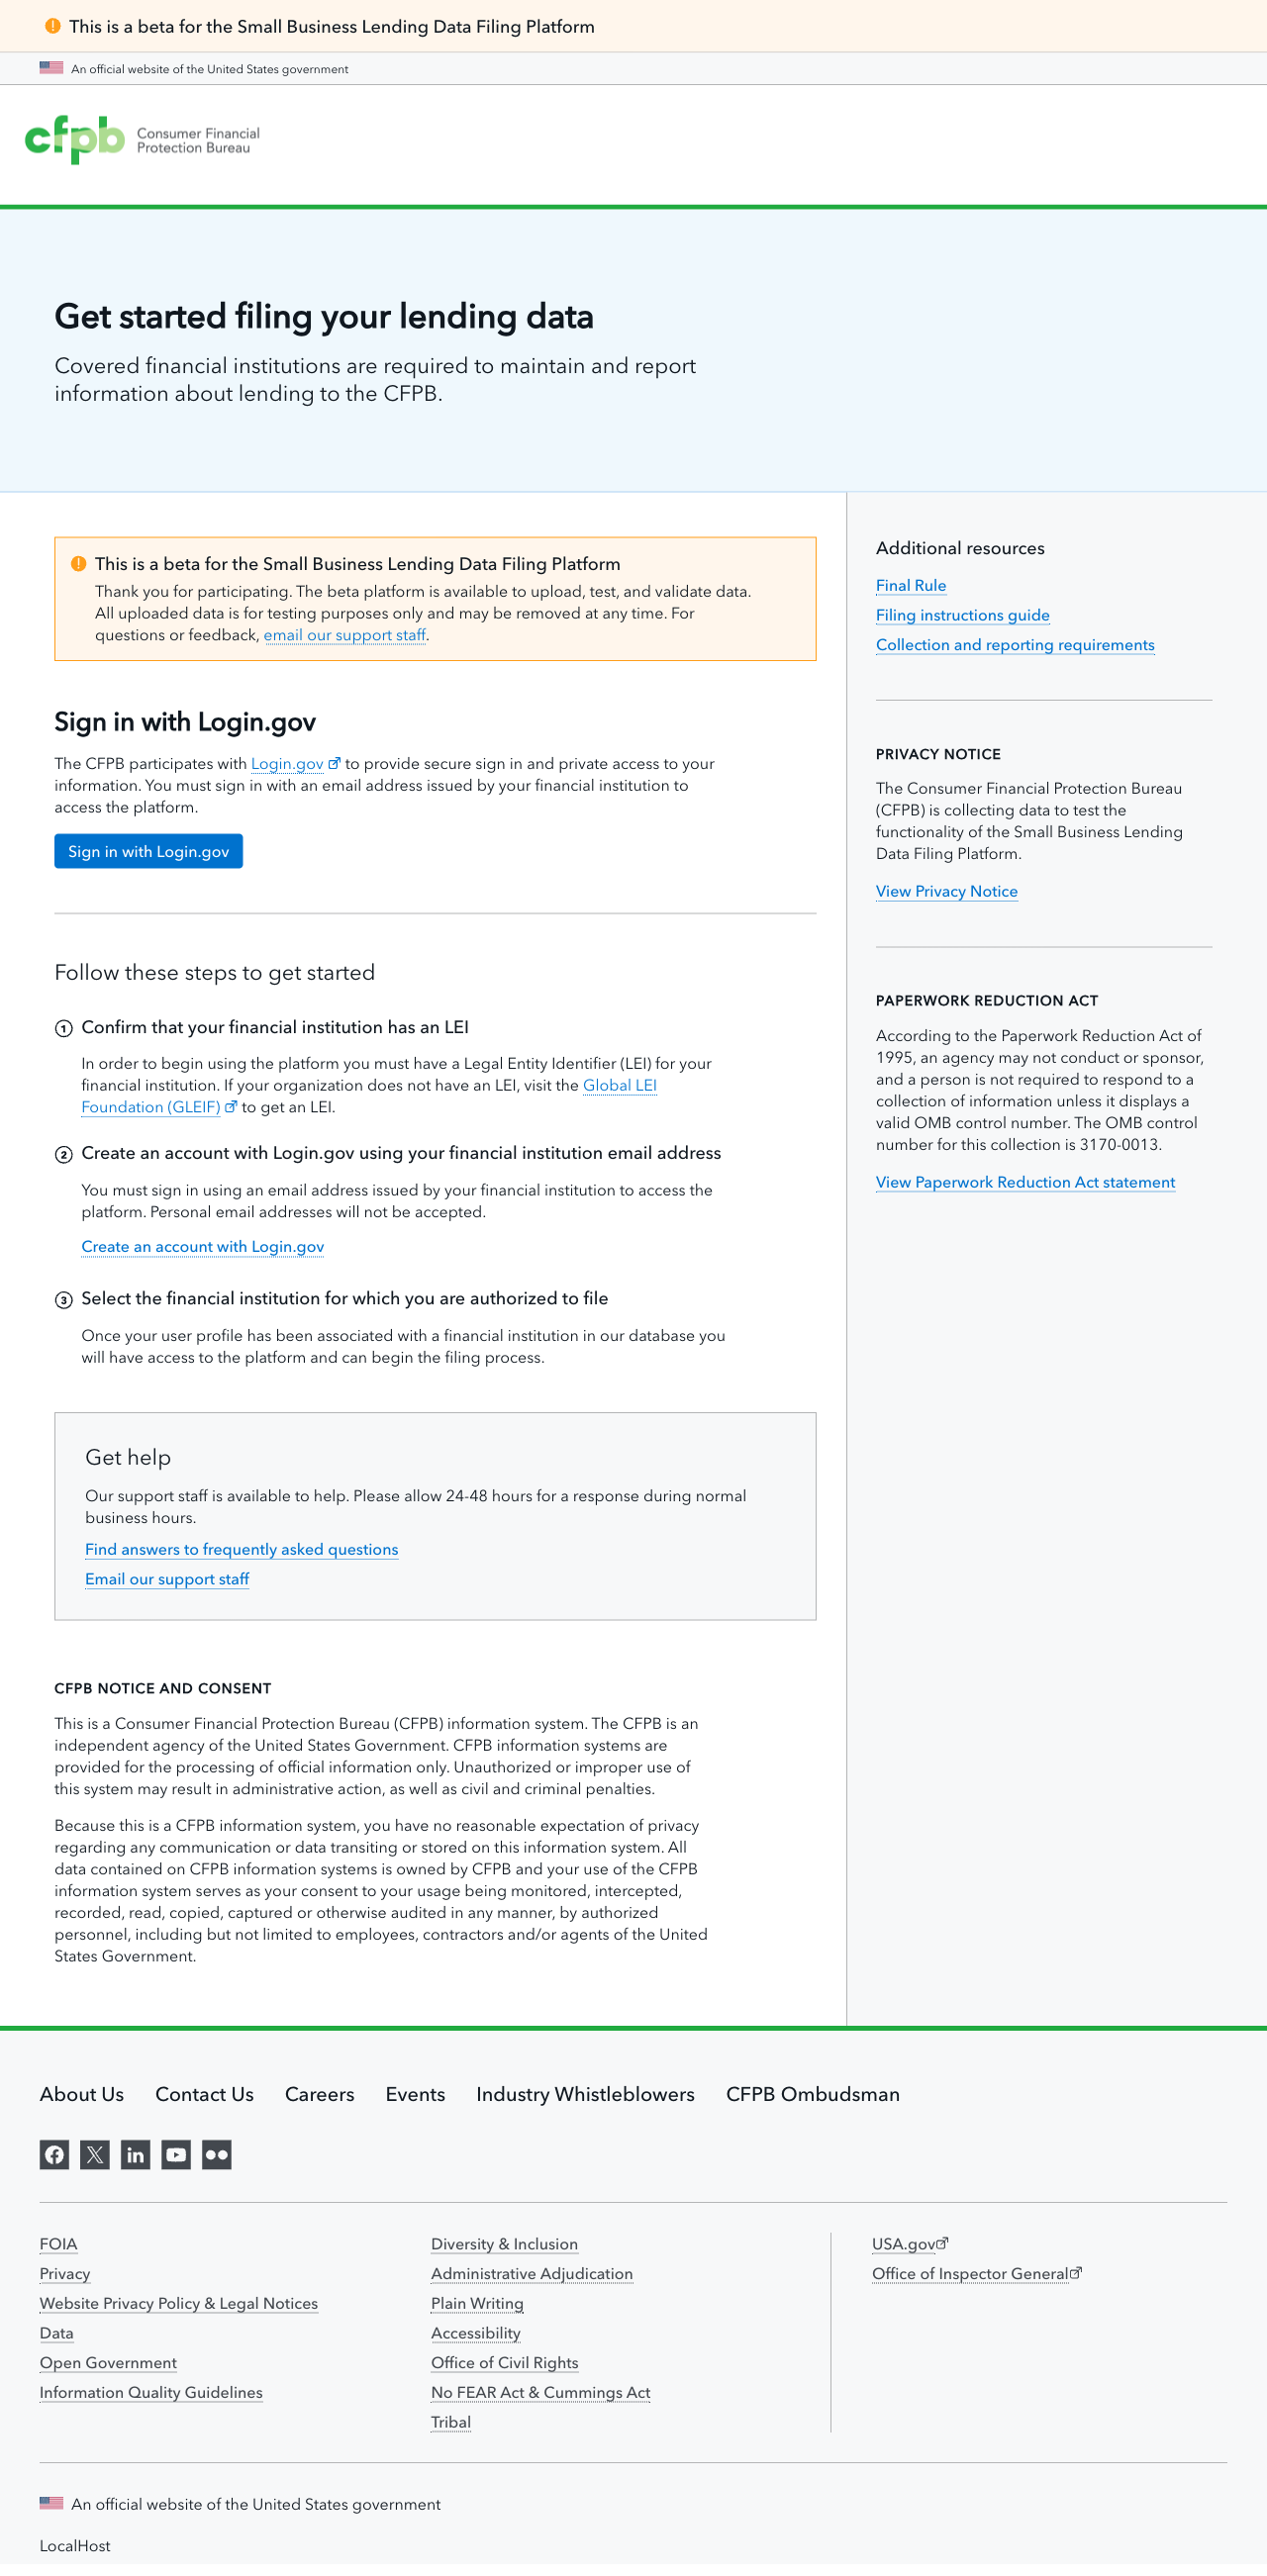 This is a beta for the Small Business Lending Data Filing Platform
An official website of the United States government
cfpb
Consumer Financial
Protection Bureau
Get started filing your lending data
Covered financial institutions are required to maintain and report
information about lending to the CFPB.
This is a beta for the Small Business Lending Data Filing Platform
Thank you for participating. The beta platform is available to upload, test, and validate data.
All uploaded data is for testing purposes only and may be removed at any time. For
questions or feedback, email our support staff.
Sign in with Login.gov
The CFPB participates with Login.gov to provide secure sign in and private access to your
information. You must sign in with an email address issued by your financial institution to
access the platform.
Sign in with Login.gov
Follow these steps to get started
1 Confirm that your financial institution has an LEI
In order to begin using the platform you must have a Legal Entity Identifier (LEI) for your
financial institution. If your organization does not have an LEI, visit the Global LEI
Foundation (GLEIF) to get an LEI.
2 Create an account with Login.gov using your financial institution email address
You must sign in using an email address issued by your financial institution to access the
platform. Personal email addresses will not be accepted.
Create an account with Login.gov
3 Select the financial institution for which you are authorized to file
Once your user profile has been associated with a financial institution in our database you
will have access to the platform and can begin the filing process.
Get help
Our support staff is available to help. Please allow 24-48 hours for a response during normal
business hours.
Find answers to frequently asked questions
Email our support staff
CFPB NOTICE AND CONSENT
This is a Consumer Financial Protection Bureau (CFPB) information system. The CFPB is an
independent agency of the United States Government. CFPB information systems are
provided for the processing of official information only. Unauthorized or improper use of
this system may result in administrative action, as well as civil and criminal penalties.
Because this is a CFPB information system, you have no reasonable expectation of privacy
regarding any communication or data transiting or stored on this information system. All
data contained on CFPB information systems is owned by CFPB and your use of the CFPB
information system serves as your consent to your usage being monitored, intercepted,
recorded, read, copied, captured or otherwise audited in any manner, by authorized
personnel, including but not limited to employees, contractors and/or agents of the United
States Government.
Additional resources
Final Rule
Filing instructions guide
Collection and reporting requirements
PRIVACY NOTICE
The Consumer Financial Protection Bureau
(CFPB) is collecting data to test the
functionality of the Small Business Lending
Data Filing Platform.
View Privacy Notice
PAPERWORK REDUCTION ACT
According to the Paperwork Reduction Act of
1995, an agency may not conduct or sponsor,
and a person is not required to respond to a
collection of information unless it displays a
valid OMB control number. The OMB control
number for this collection is 3170-0013.
View Paperwork Reduction Act statement
About Us Contact Us Careers Events Industry Whistleblowers CFPB Ombudsman
FOIA
Privacy
Website Privacy Policy & Legal Notices
Data
Open Government
Information Quality Guidelines
Diversity & Inclusion
Administrative Adjudication
Plain Writing
Accessibility
Office of Civil Rights
No FEAR Act & Cummings Act
Tribal
USA.gov
Office of Inspector General
An official website of the United States government
LocalHost